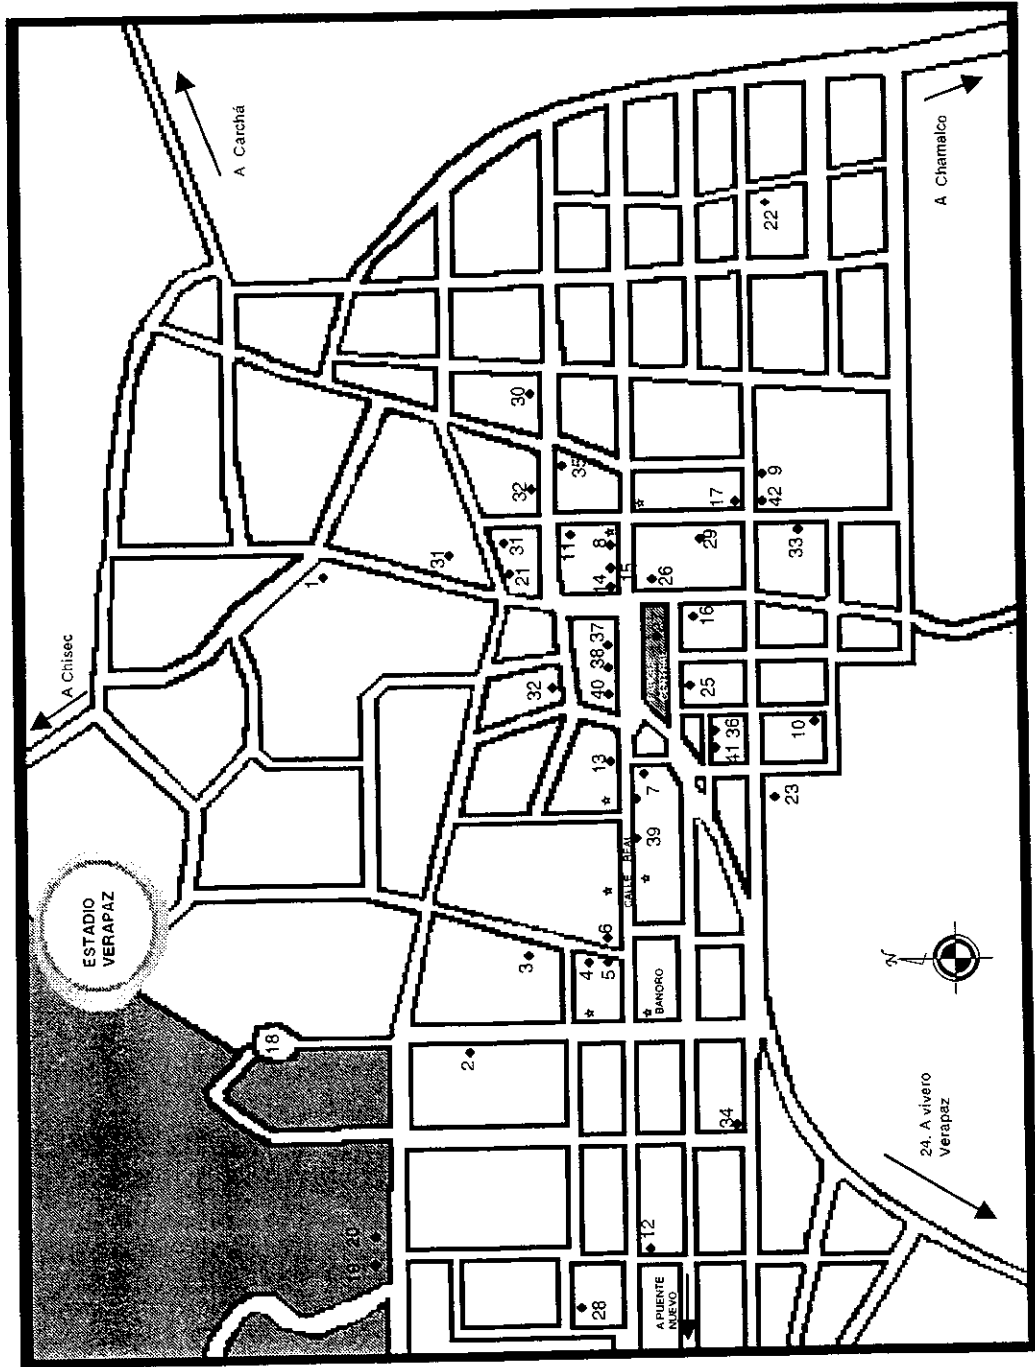 A Chisec
ESTADIO
VERAPAZ
A Carchá
18
1
19 20
31
2
21 31
3 32 32 30
11 35
4
28 5 6 13 40 38 37 14 8
15
CALLE REAL
12 39 7 26
BANORO
A PUENTE
NUEVO
25 16 29 17
34 41 36
42 9 22
23 10 33
N
24. A vivero
Verapaz
A Chamalco